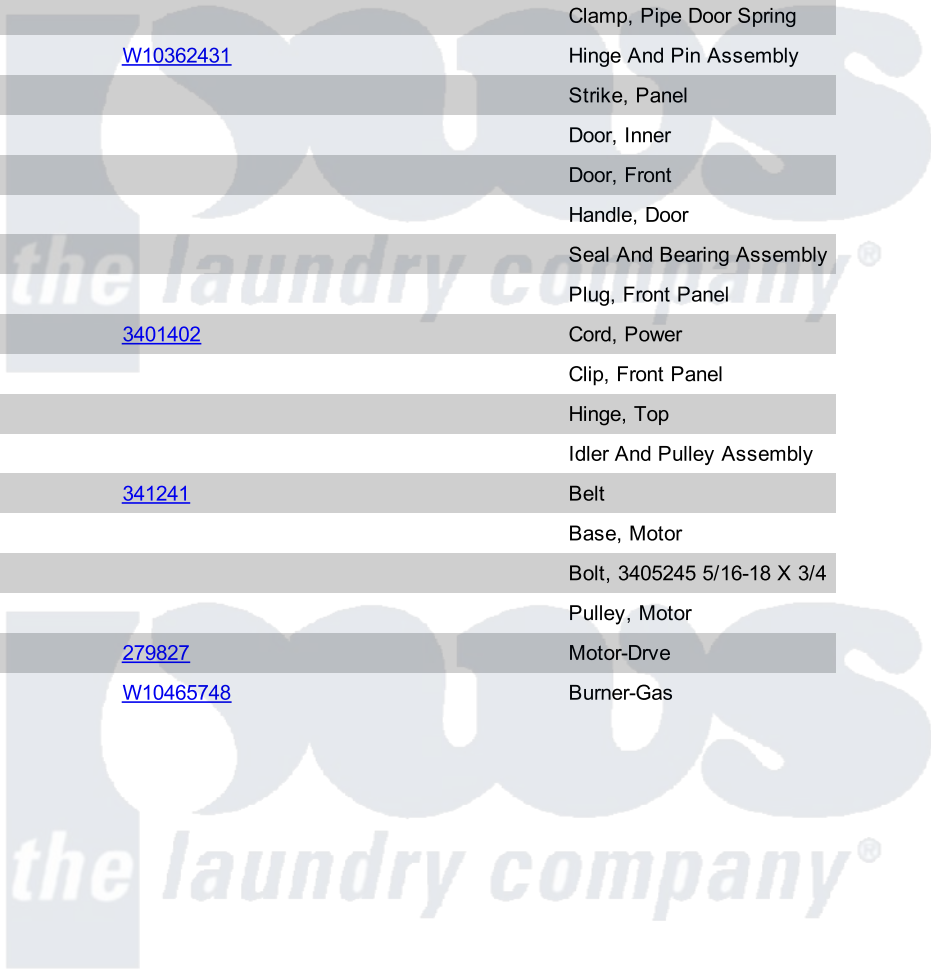 Clamp, Pipe Door Spring
W10362431 Hinge And Pin Assembly
Strike, Panel
Door, Inner
Door, Front
Handle, Door
Seal And Bearing Assembly
Plug, Front Panel
3401402 Cord, Power
Clip, Front Panel
Hinge, Top
Idler And Pulley Assembly
341241 Belt
Base, Motor
Bolt, 3405245 5/16-18 X 3/4
Pulley, Motor
279827 Motor-Drve
W10465748 Burner-Gas
pws
the laundry company®
pws
the laundry company®